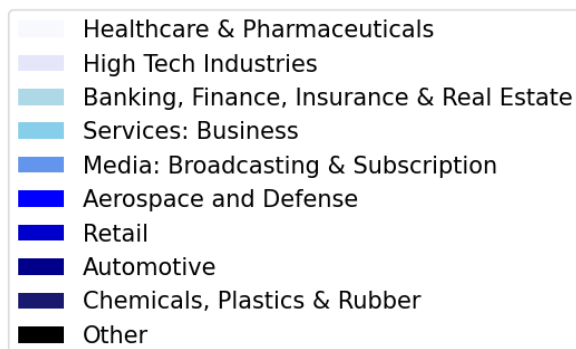 Healthcare & Pharmaceuticals
High Tech Industries
Banking, Finance, Insurance & Real Estate
Services: Business
Media: Broadcasting & Subscription
Aerospace and Defense
Retail
Automotive
Chemicals, Plastics & Rubber
Other